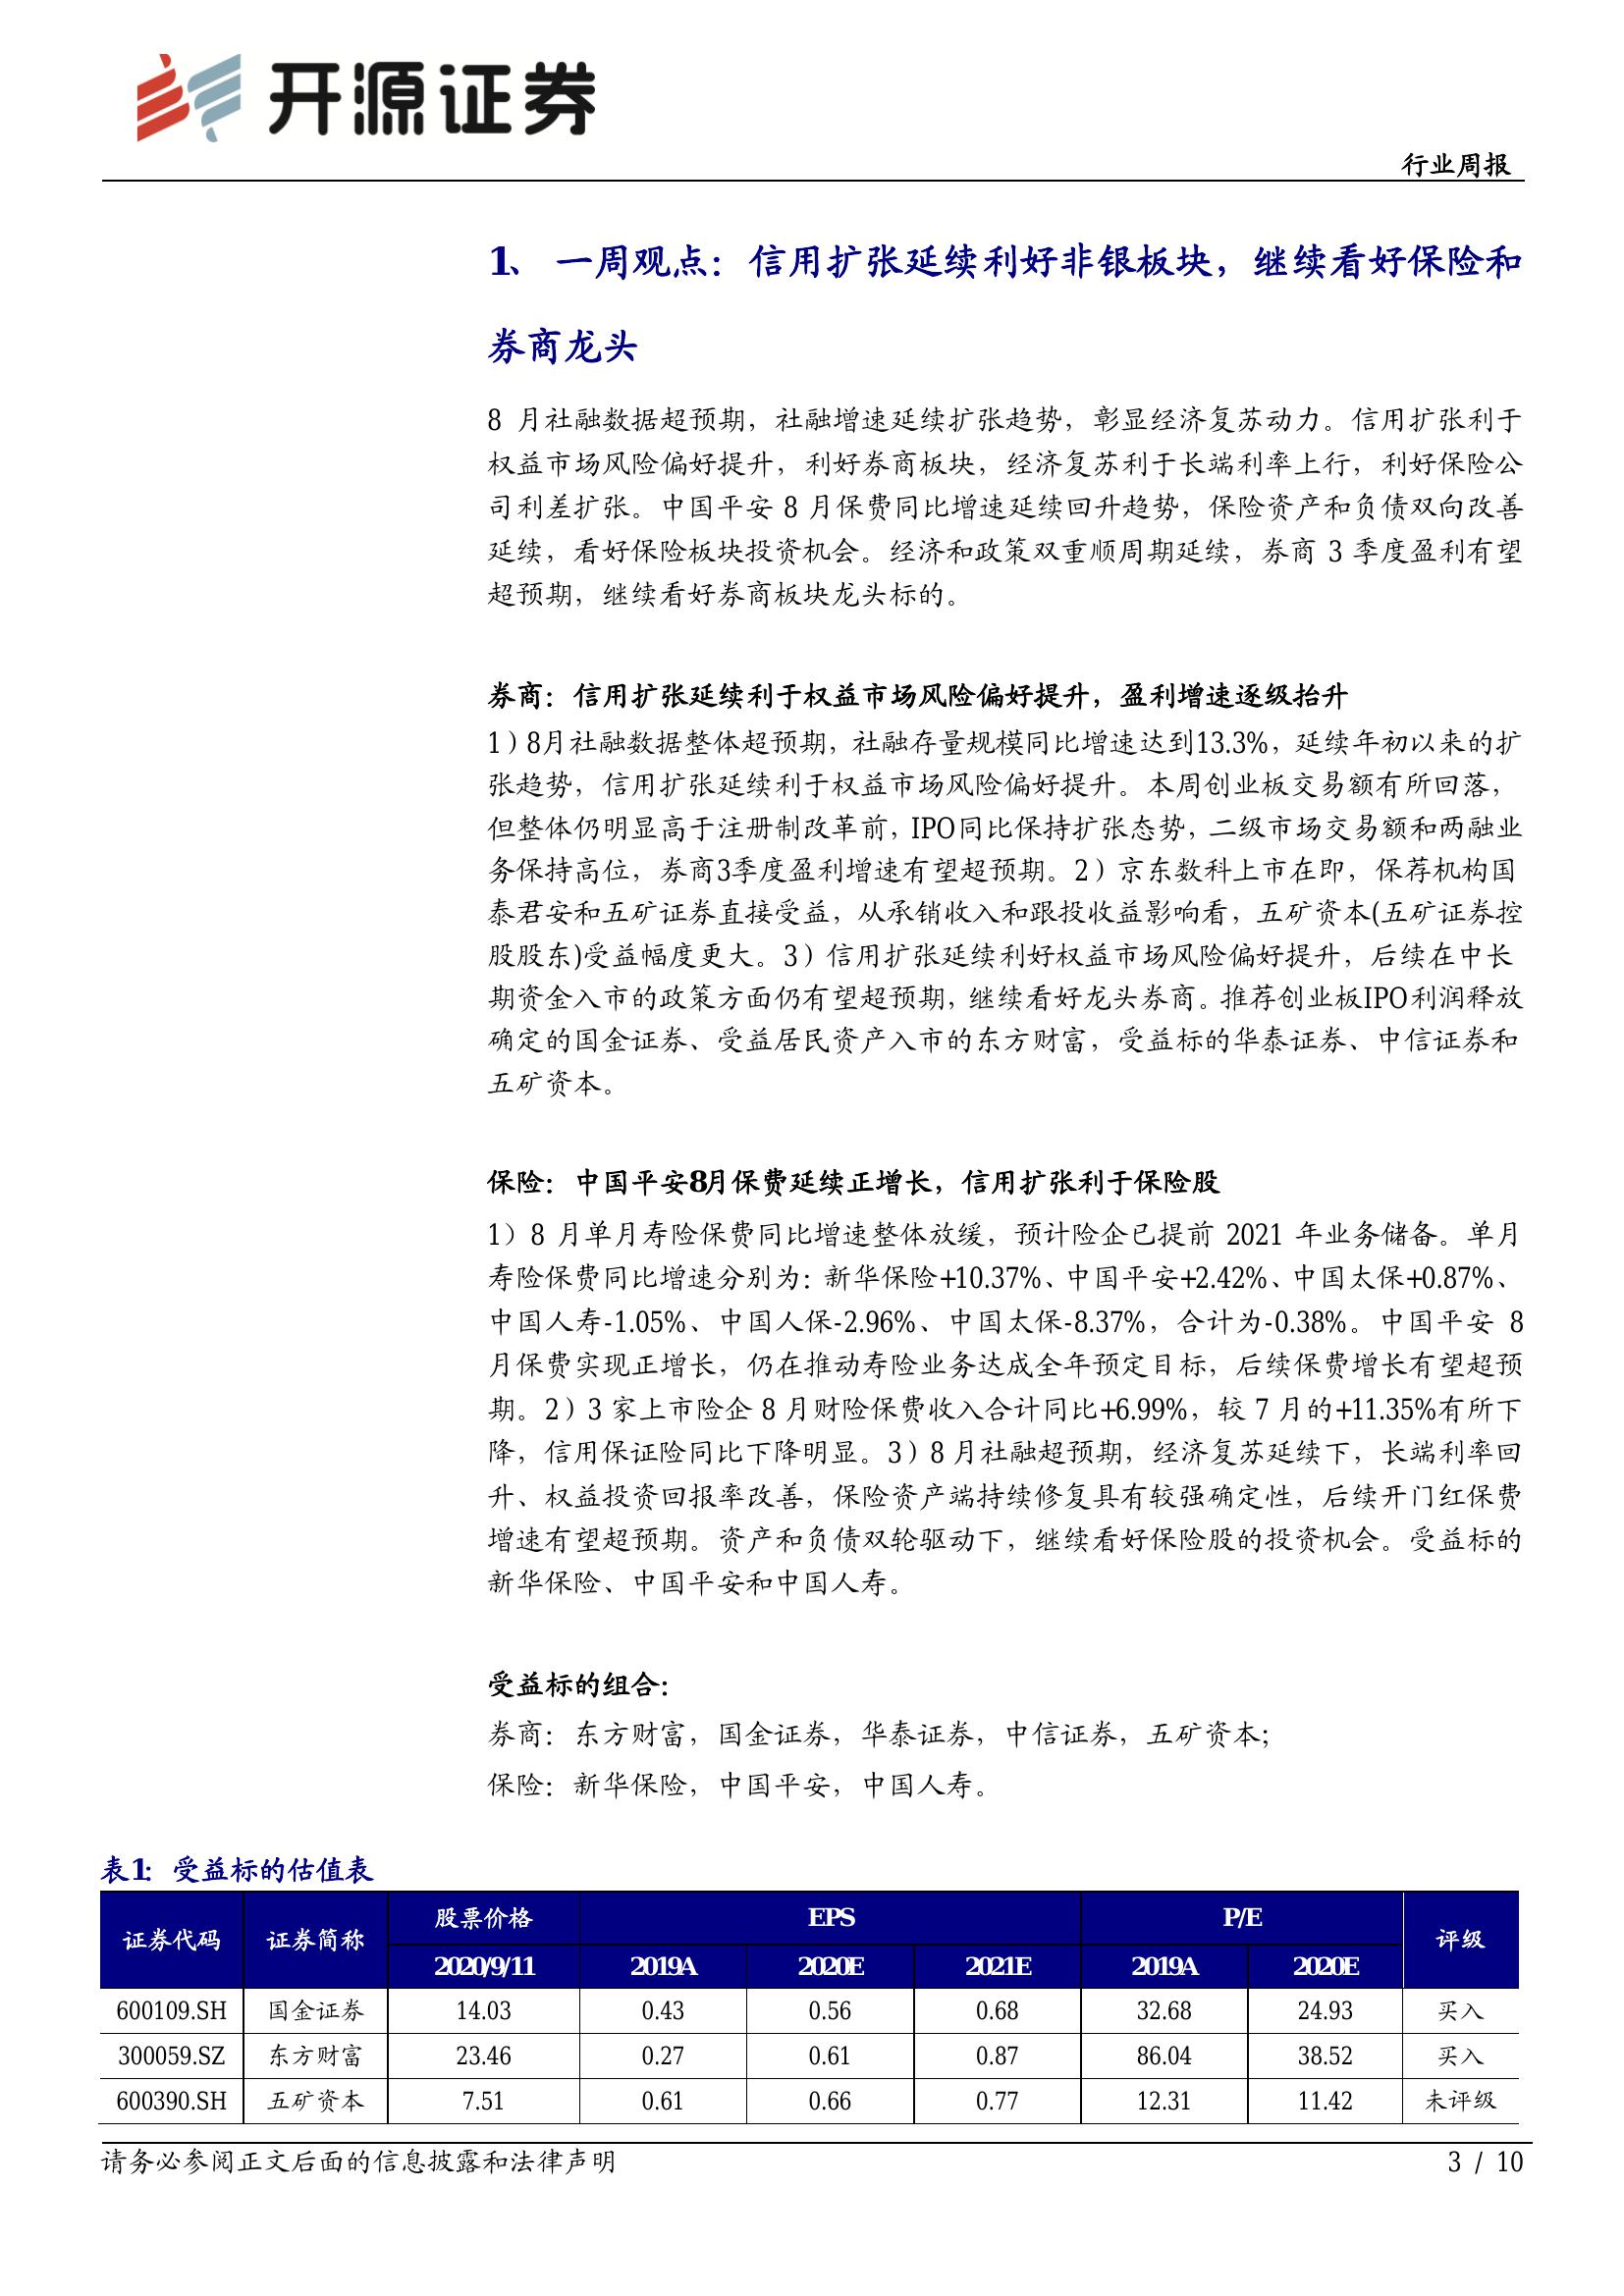 开源证券
行业周报
1、 一周观点：信用扩张延续利好非银板块，继续看好保险和
券商龙头
8 月社融数据超预期，社融增速延续扩张趋势，彰显经济复苏动力。信用扩张利于
权益市场风险偏好提升，利好券商板块，经济复苏利于长端利率上行，利好保险公
司利差扩张。中国平安 8 月保费同比增速延续回升趋势，保险资产和负债双向改善
延续，看好保险板块投资机会。经济和政策双重顺周期延续，券商 3 季度盈利有望
超预期，继续看好券商板块龙头标的。
券商：信用扩张延续利于权益市场风险偏好提升，盈利增速逐级抬升
1）8月社融数据整体超预期，社融存量规模同比增速达到13.3%，延续年初以来的扩
张趋势，信用扩张延续利于权益市场风险偏好提升。本周创业板交易额有所回落，
但整体仍明显高于注册制改革前，IPO同比保持扩张态势，二级市场交易额和两融业
务保持高位，券商3季度盈利增速有望超预期。2）京东数科上市在即，保荐机构国
泰君安和五矿证券直接受益，从承销收入和跟投收益影响看，五矿资本(五矿证券控
股股东)受益幅度更大。3）信用扩张延续利好权益市场风险偏好提升，后续在中长
期资金入市的政策方面仍有望超预期，继续看好龙头券商。推荐创业板IPO利润释放
确定的国金证券、受益居民资产入市的东方财富，受益标的华泰证券、中信证券和
五矿资本。
保险：中国平安8月保费延续正增长，信用扩张利于保险股
1）8 月单月寿险保费同比增速整体放缓，预计险企已提前 2021 年业务储备。单月
寿险保费同比增速分别为：新华保险+10.37%、中国平安+2.42%、中国太保+0.87%、
中国人寿-1.05%、中国人保-2.96%、中国太保-8.37%，合计为-0.38%。中国平安 8
月保费实现正增长，仍在推动寿险业务达成全年预定目标，后续保费增长有望超预
期。2）3 家上市险企 8 月财险保费收入合计同比+6.99%，较 7 月的+11.35%有所下
降，信用保证险同比下降明显。3）8 月社融超预期，经济复苏延续下，长端利率回
升、权益投资回报率改善，保险资产端持续修复具有较强确定性，后续开门红保费
增速有望超预期。资产和负债双轮驱动下，继续看好保险股的投资机会。受益标的
新华保险、中国平安和中国人寿。
受益标的组合：
券商：东方财富，国金证券，华泰证券，中信证券，五矿资本；
保险：新华保险，中国平安，中国人寿。
表1：受益标的估值表
证券代码 证券简称 股票价格 EPS P/E 评级
2020/9/11 2019A 2020E 2021E 2019A 2020E
600109.SH 国金证券 14.03 0.43 0.56 0.68 32.68 24.93 买入
300059.SZ 东方财富 23.46 0.27 0.61 0.87 86.04 38.52 买入
600390.SH 五矿资本 7.51 0.61 0.66 0.77 12.31 11.42 未评级
请务必参阅正文后面的信息披露和法律声明
3 / 10